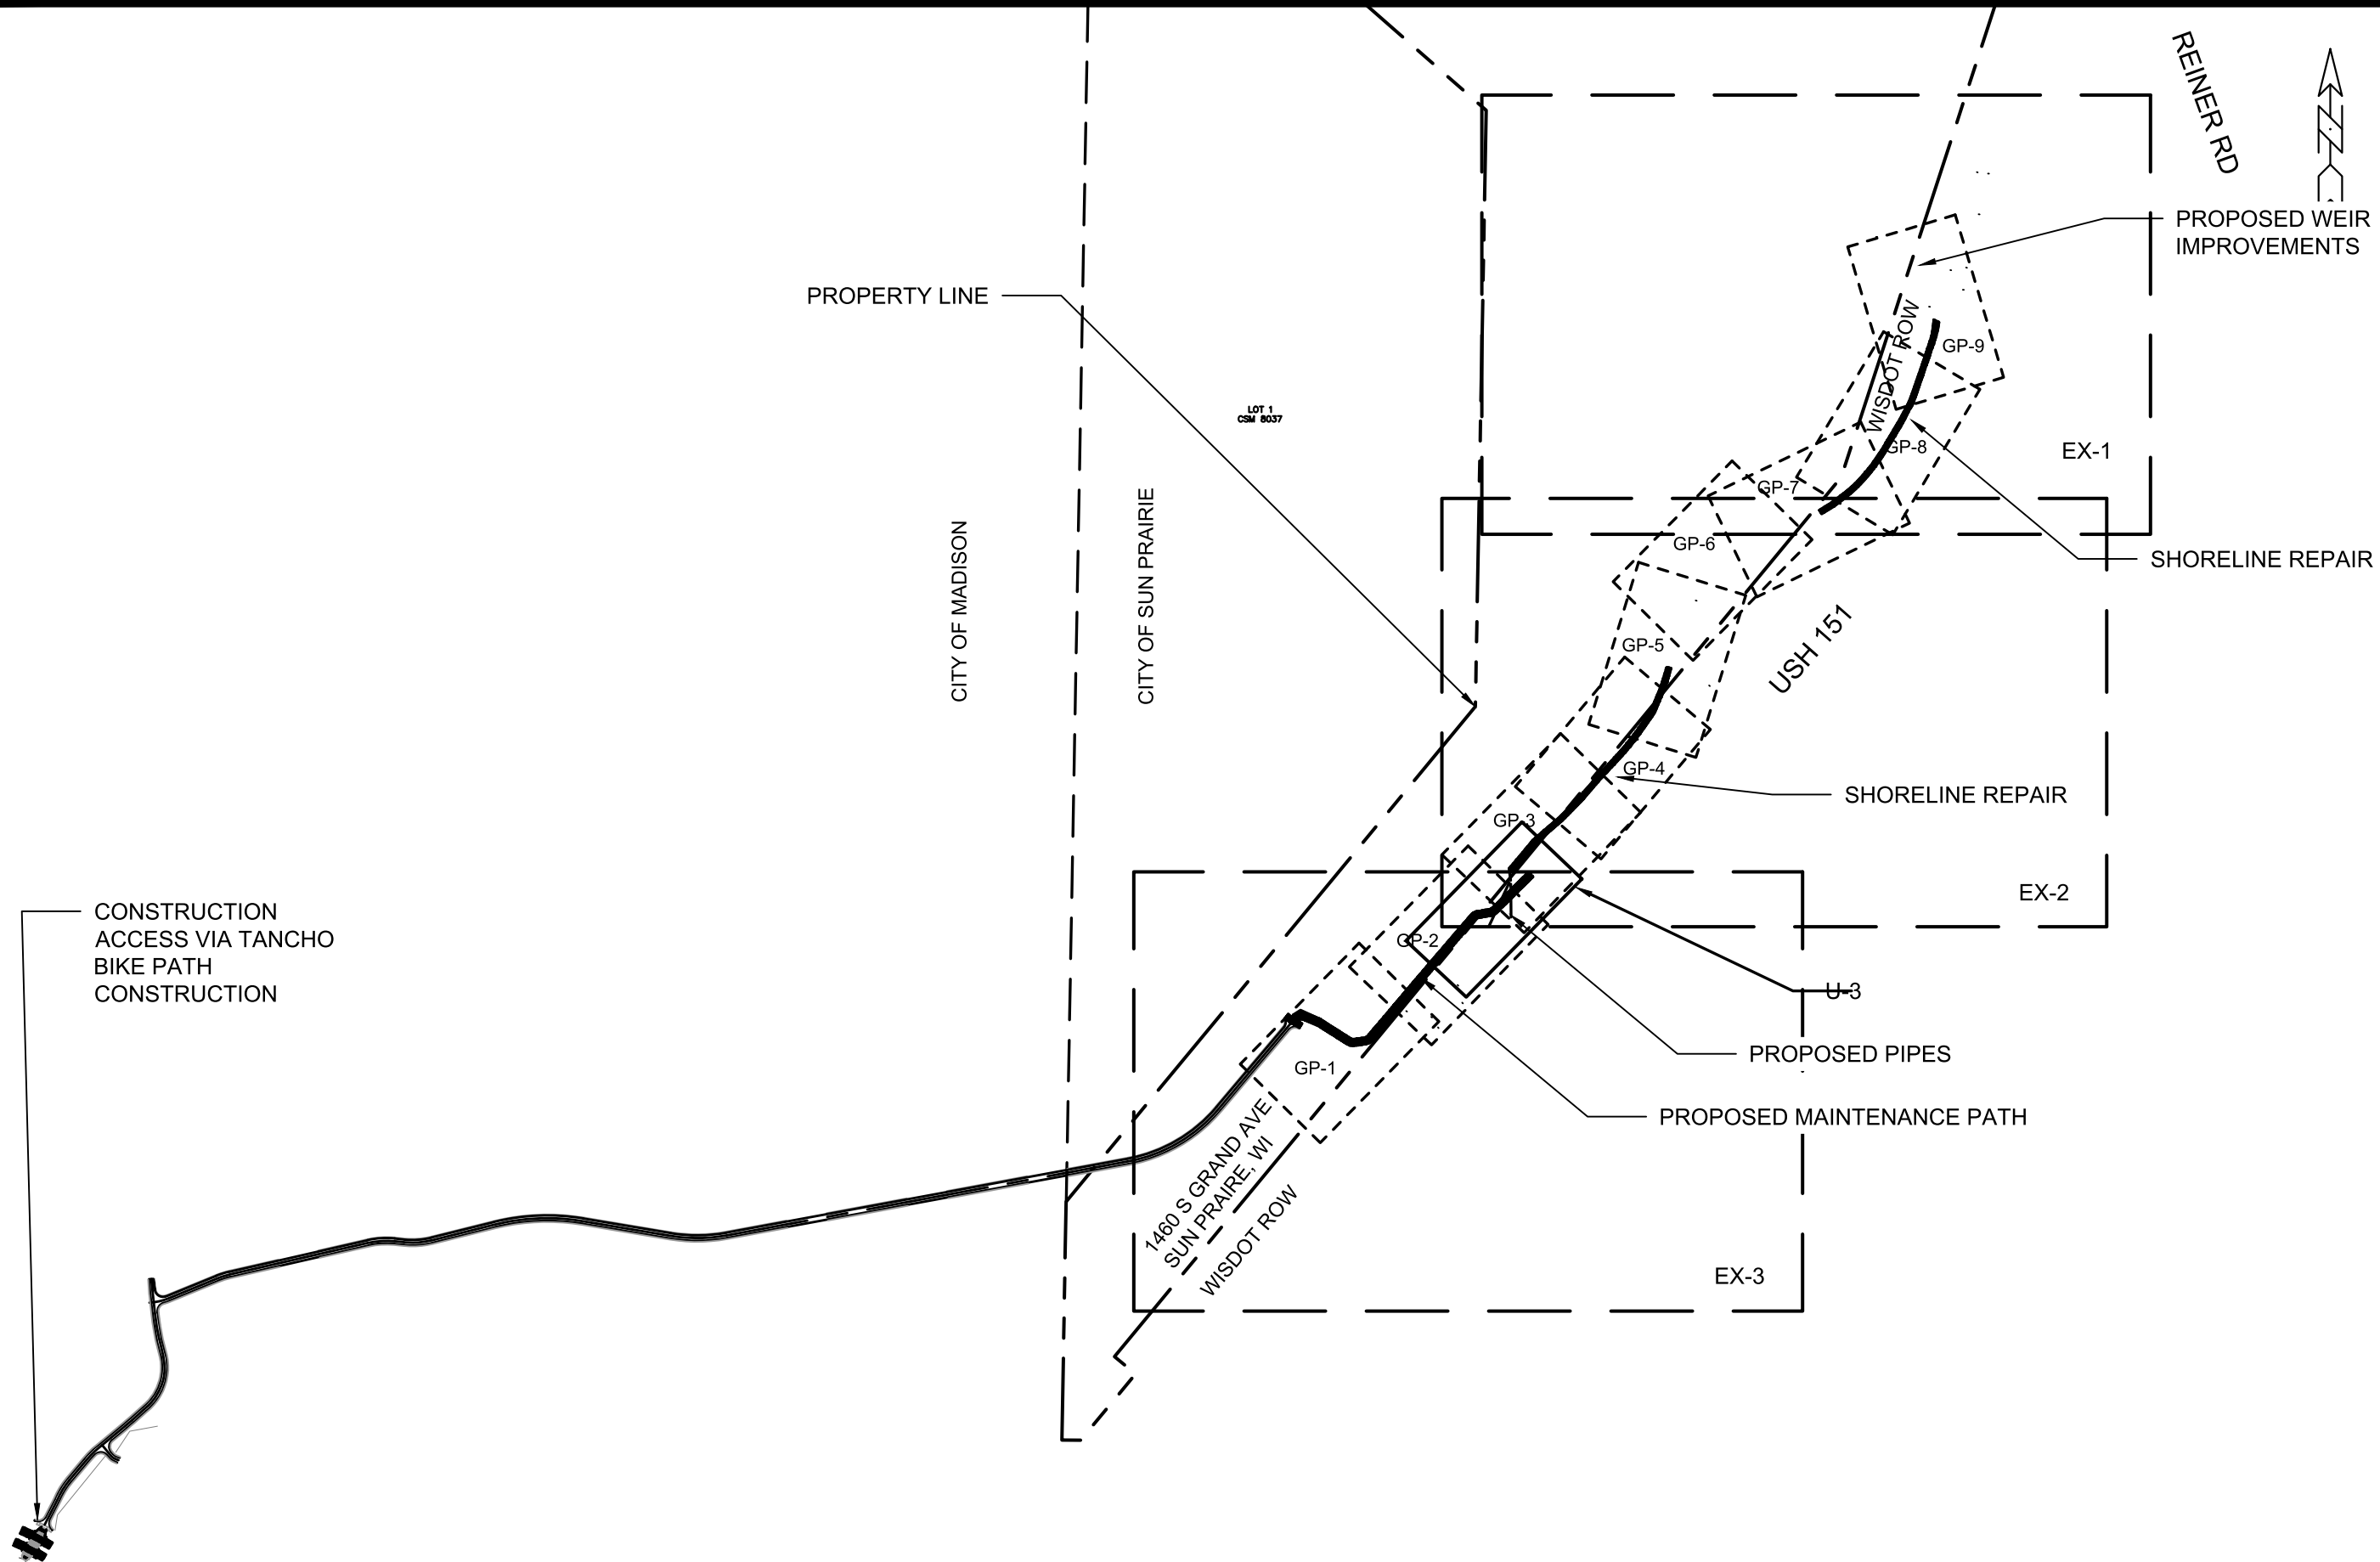 REINER RD
PROPOSED WEIR
IMPROVEMENTS
PROPERTY LINE
WISDOT ROW
GP-9
LOT 1
CSM 8037
GP-8
EX-1
GP-7
CITY OF MADISON
CITY OF SUN PRAIRIE
GP-6
SHORELINE REPAIR
USH 151
GP-5
GP-4
SHORELINE REPAIR
GP-3
EX-2
CONSTRUCTION
ACCESS VIA TANCHO
BIKE PATH
CONSTRUCTION
GP-2
U-3
PROPOSED PIPES
GP-1
PROPOSED MAINTENANCE PATH
1460 S GRAND AVE
SUN PRAIRE, WI
WISDOT ROW
EX-3